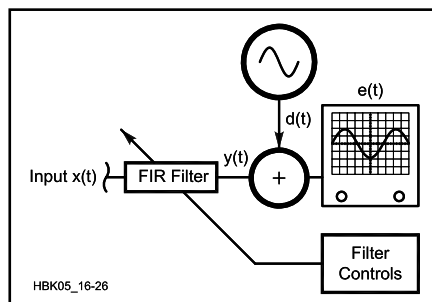 e(t)
d(t)
y(t)
Input x(t)
FIR Filter
+
Filter
Controls
HBK05_16-26